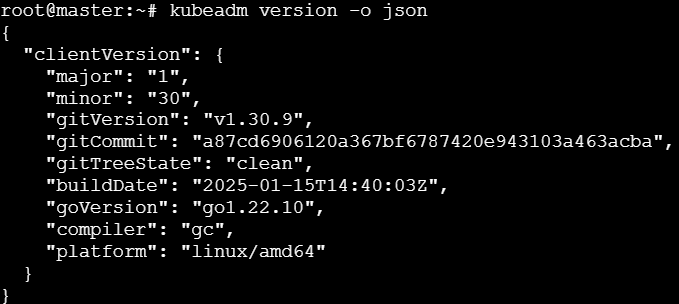 root@master:~# kubeadm version -o json
{
  "clientVersion": {
    "major": "1",
    "minor": "30",
    "gitVersion": "v1.30.9",
    "gitCommit": "a87cd6906120a367bf6787420e943103a463acba",
    "gitTreeState": "clean",
    "buildDate": "2025-01-15T14:40:03Z",
    "goVersion": "go1.22.10",
    "compiler": "gc",
    "platform": "linux/amd64"
  }
}